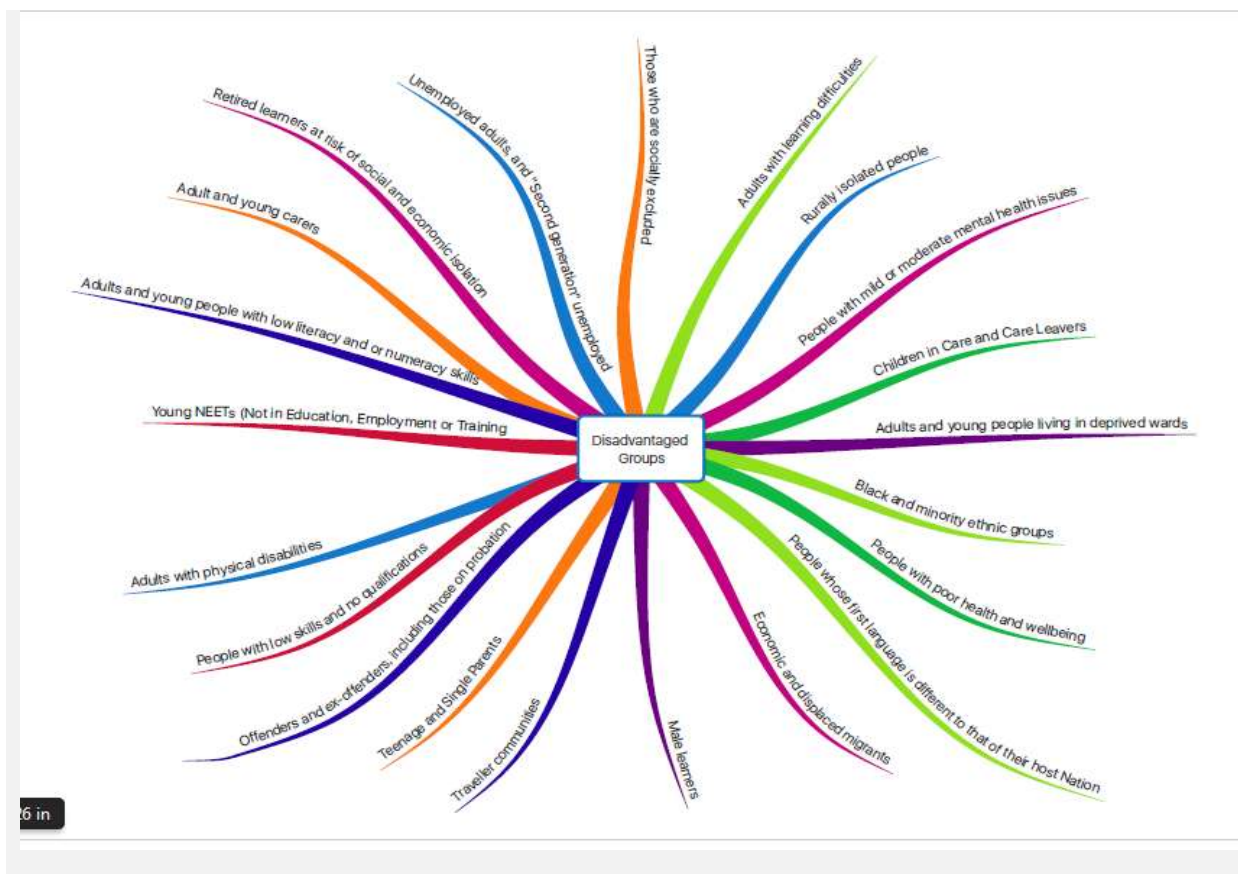 Disadvantaged
Groups
Those who are socially excluded
Adults with learning difficulties
Rurally isolated people
People with mild or moderate mental health issues
Children in Care and Care Leavers
Adults and young people living in deprived wards
Black and minority ethnic groups
People with poor health and wellbeing
People whose first language is different to that of their host Nation
Economic and displaced migrants
Male learners
Traveller communities
Teenage and Single Parents
Offenders and ex-offenders, including those on probation
People with low skills and no qualifications
Adults with physical disabilities
Young NEETs (Not in Education, Employment or Training
Adults and young people with low literacy and or numeracy skills
Adult and young carers
Retired learners at risk of social and economic isolation
Unemployed adults, and "Second generation" unemployed
6 in